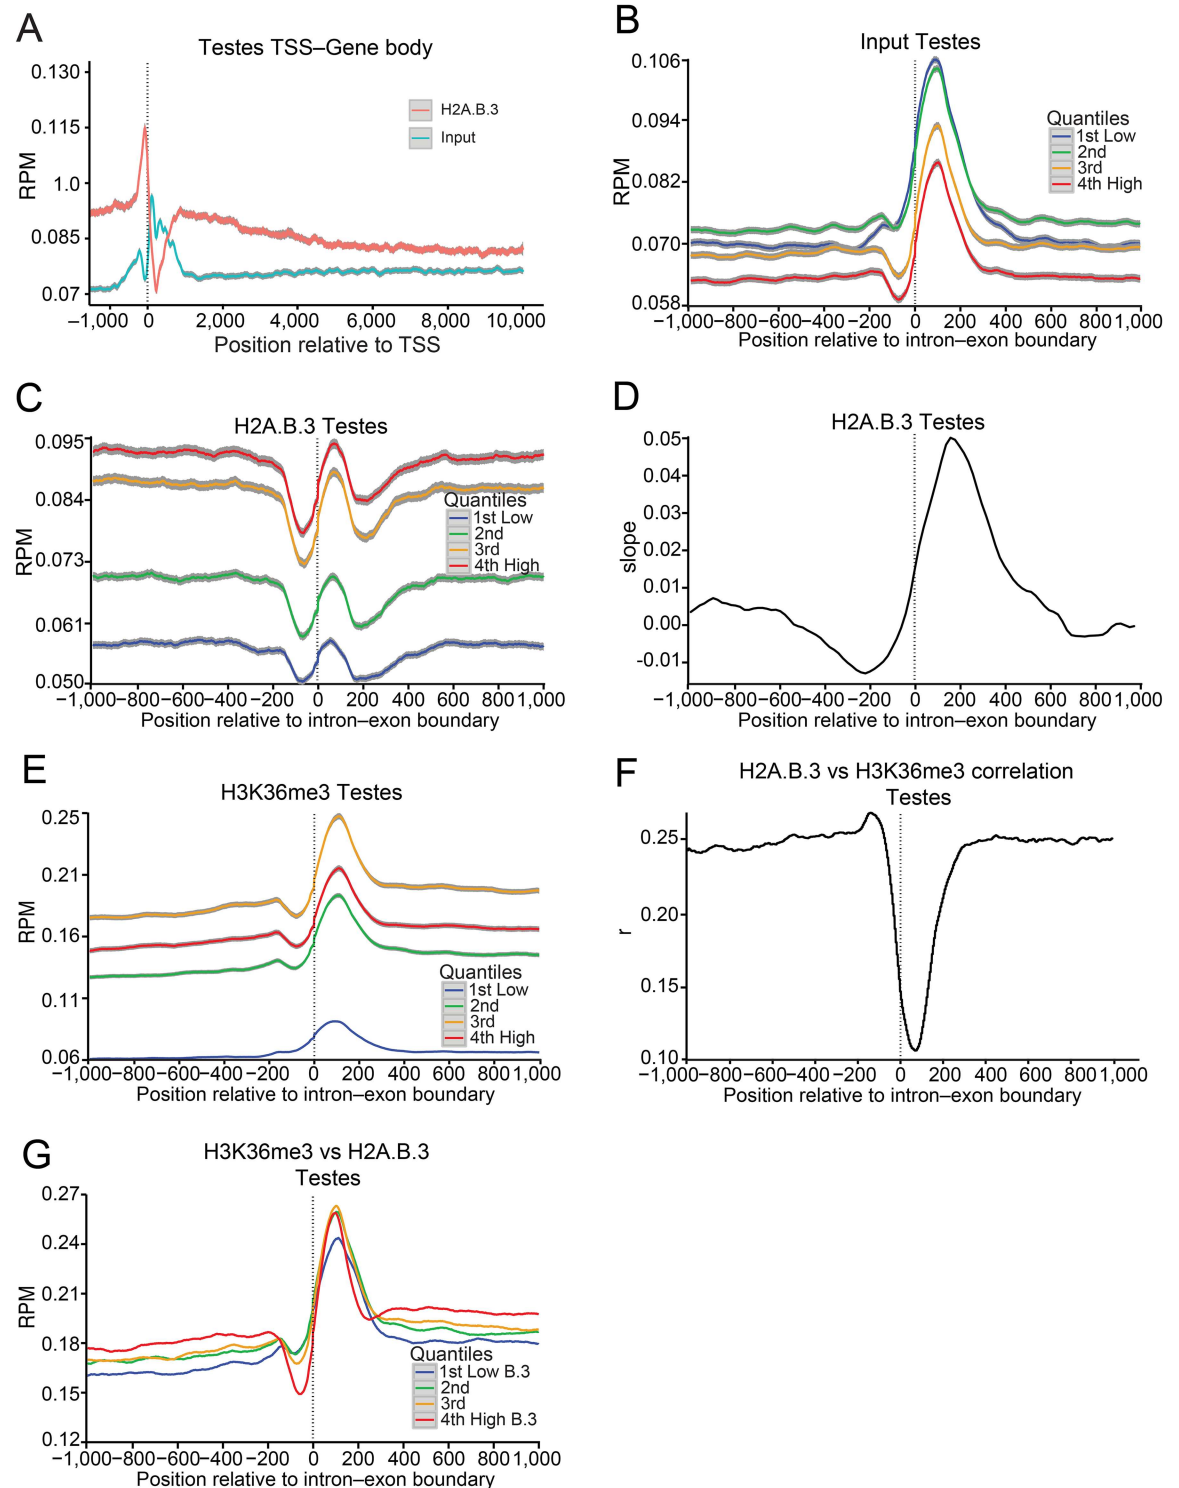 A
Testes TSS–Gene body
0.130
0.115
1.0
0.085
0.07
RPM
H2A.B.3
Input
–1,000 0 2,000 4,000 6,000 8,000 10,000
Position relative to TSS
B
Input Testes
0.106
0.094
0.082
0.070
0.058
RPM
Quantiles
1st Low
2nd
3rd
4th High
–1,000–800–600–400–200 0 200 400 600 800 1,000
Position relative to intron–exon boundary
C
H2A.B.3 Testes
0.095
0.084
0.073
0.061
0.050
RPM
Quantiles
1st Low
2nd
3rd
4th High
–1,000–800–600–400–200 0 200 400 600 800 1,000
Position relative to intron–exon boundary
D
H2A.B.3 Testes
0.05
0.04
0.03
0.02
0.01
0.00
-0.01
slope
–1,000–800–600–400–200 0 200 400 600 800 1,000
Position relative to intron–exon boundary
E
H3K36me3 Testes
0.25
0.21
0.16
0.11
0.06
RPM
Quantiles
1st Low
2nd
3rd
4th High
–1,000–800–600–400–200 0 200 400 600 800 1,000
Position relative to intron–exon boundary
F
H2A.B.3 vs H3K36me3 correlation
Testes
0.25
0.20
0.15
0.10
r
–1,000–800–600–400–200 0 200 400 600 800 1,000
Position relative to intron–exon boundary
G
H3K36me3 vs H2A.B.3
Testes
0.27
0.24
0.21
0.18
0.15
0.12
RPM
Quantiles
1st Low B.3
2nd
3rd
4th High B.3
–1,000–800–600–400–200 0 200 400 600 800 1,000
Position relative to intron–exon boundary